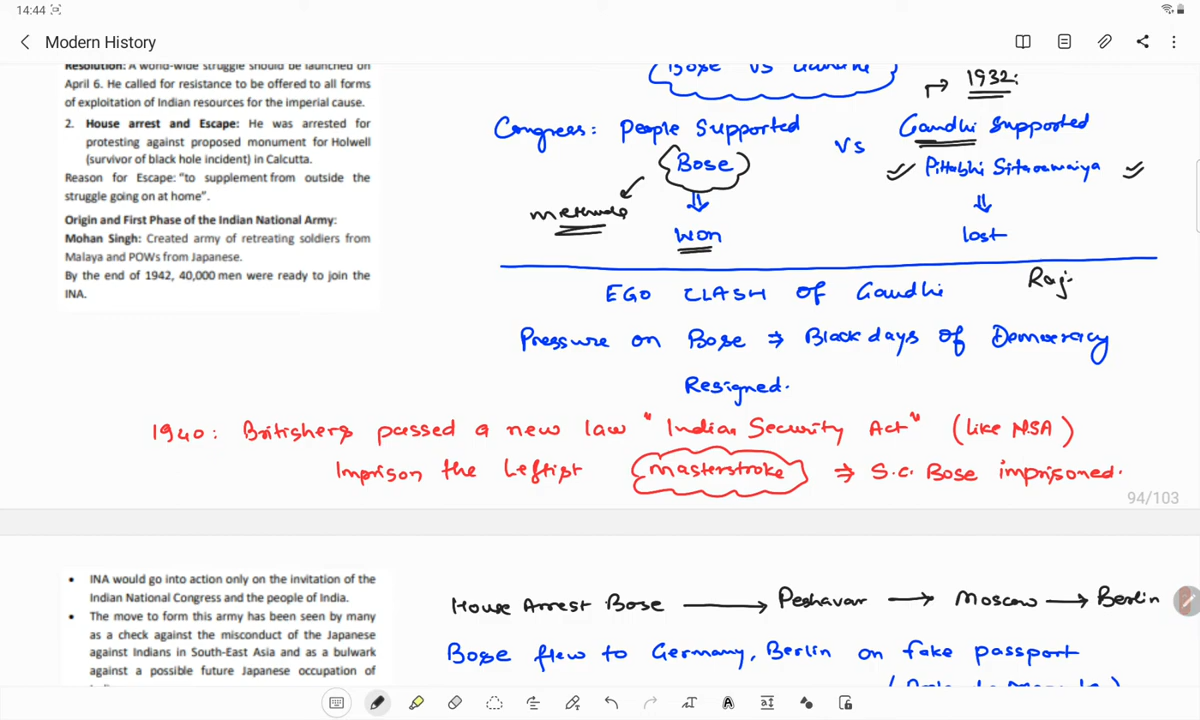 14:44
Modern History
Resolution: A world-wide struggle should be launched on
April 6. He called for resistance to be offered to all forms
of exploitation of Indian resources for the imperial cause.
2. House arrest and Escape: He was arrested for
protesting against proposed monument for Holwell
(survivor of black hole incident) in Calcutta.
Reason for Escape: "to supplement from outside the
struggle going on at home".
Origin and First Phase of the Indian National Army:
Mohan Singh: Created army of retreating soldiers from
Malaya and POWs from Japanese.
By the end of 1942, 40,000 men were ready to join the
INA.
Bose vs Gandhi
1932:
Congress: People Supported vs Gandhi Supported
Bose
Pittabhi Sitaramaiya
methods
won
lost
EGO CLASH of Gandhi
Raj
Pressure on Bose ⇒ Black days of Democracy
Resigned.
1940: Britishers passed a new law "Indian Security Act" (like NSA)
Imprison the Leftist masterstroke ⇒ S.C. Bose imprisoned.
94/103
• INA would go into action only on the invitation of the
Indian National Congress and the people of India.
• The move to form this army has been seen by many
as a check against the misconduct of the Japanese
against Indians in South-East Asia and as a bulwark
against a possible future Japanese occupation of
House Arrest Bose → Peshavar → Moscow → Berlin
Bose flew to Germany, Berlin on fake passport